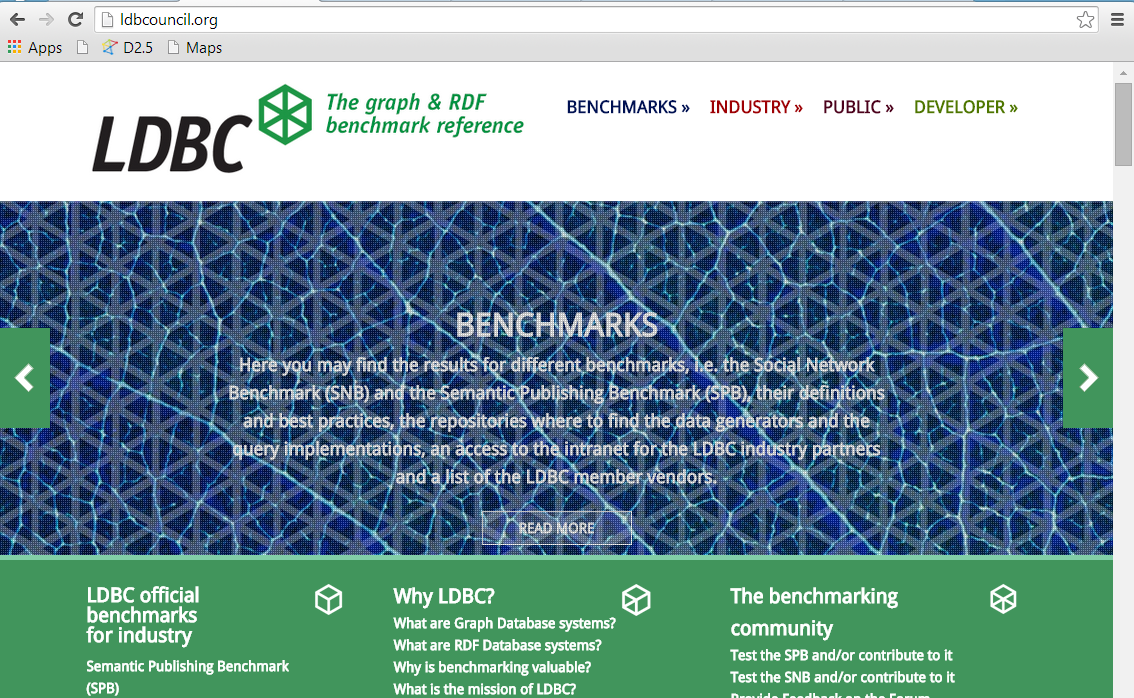 ldbcouncil.org
Apps D2.5 Maps
LDBC
The graph & RDF
benchmark reference
BENCHMARKS » INDUSTRY » PUBLIC » DEVELOPER »
BENCHMARKS
Here you may find the results for different benchmarks, i.e. the Social Network
Benchmark (SNB) and the Semantic Publishing Benchmark (SPB), their definitions
and best practices, the repositories where to find the data generators and the
query implementations, an access to the intranet for the LDBC industry partners
and a list of the LDBC member vendors.
READ MORE
LDBC official
benchmarks
for industry
Semantic Publishing Benchmark
(SPB)
Why LDBC?
What are Graph Database systems?
What are RDF Database systems?
Why is benchmarking valuable?
What is the mission of LDBC?
The benchmarking
community
Test the SPB and/or contribute to it
Test the SNB and/or contribute to it
Provide Feedback on the Forum